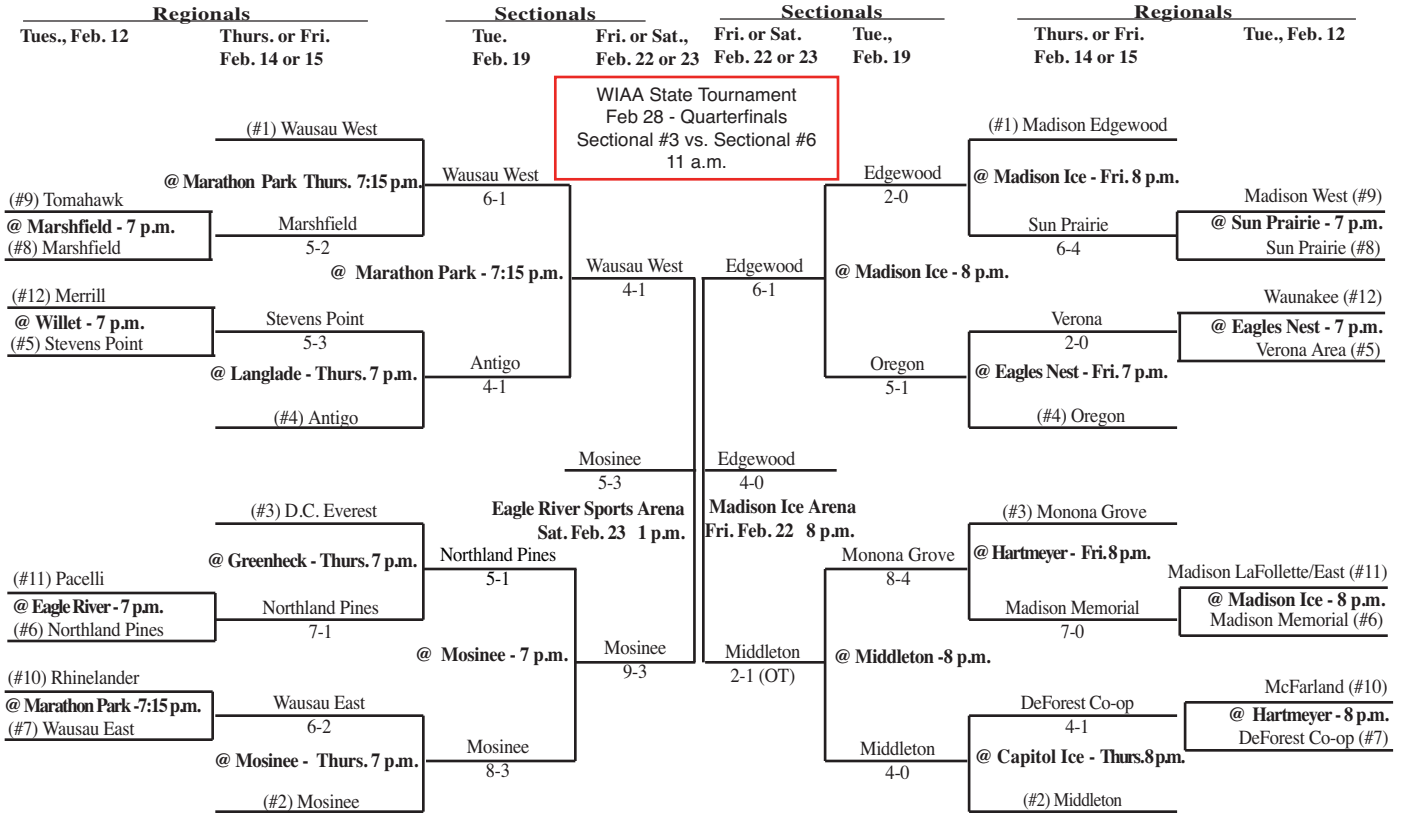 Regionals
Sectionals
Sectionals
Regionals
Tues., Feb. 12
Thurs. or Fri.
Feb. 14 or 15
Tue.
Feb. 19
Fri. or Sat.,
Feb. 22 or 23
Fri. or Sat.
Feb. 22 or 23
Tue.,
Feb. 19
Thurs. or Fri.
Feb. 14 or 15
Tue., Feb. 12
WIAA State Tournament
Feb 28 - Quarterfinals
Sectional #3 vs. Sectional #6
11 a.m.
(#9) Tomahawk
@ Marshfield - 7 p.m.
(#8) Marshfield
(#12) Merrill
@ Willet - 7 p.m.
(#5) Stevens Point
(#11) Pacelli
@ Eagle River - 7 p.m.
(#6) Northland Pines
(#10) Rhinelander
@ Marathon Park -7:15 p.m.
(#7) Wausau East
(#1) Wausau West
@ Marathon Park Thurs. 7:15 p.m.
Marshfield
5-2
Stevens Point
5-3
@ Langlade - Thurs. 7 p.m.
(#4) Antigo
(#3) D.C. Everest
@ Greenheck - Thurs. 7 p.m.
Northland Pines
7-1
Wausau East
6-2
@ Mosinee - Thurs. 7 p.m.
(#2) Mosinee
Wausau West
6-1
@ Marathon Park - 7:15 p.m.
Antigo
4-1
Northland Pines
5-1
@ Mosinee - 7 p.m.
Mosinee
8-3
Wausau West
4-1
Mosinee
5-3
Eagle River Sports Arena
Sat. Feb. 23 1 p.m.
Mosinee
9-3
Edgewood
6-1
Edgewood
4-0
Madison Ice Arena
Fri. Feb. 22 8 p.m.
Middleton
2-1 (OT)
Edgewood
2-0
@ Madison Ice - 8 p.m.
Oregon
5-1
Monona Grove
8-4
@ Middleton -8 p.m.
Middleton
4-0
(#1) Madison Edgewood
@ Madison Ice - Fri. 8 p.m.
Sun Prairie
6-4
Verona
2-0
@ Eagles Nest - Fri. 7 p.m.
(#4) Oregon
(#3) Monona Grove
@ Hartmeyer - Fri. 8 p.m.
Madison Memorial
7-0
DeForest Co-op
4-1
@ Capitol Ice - Thurs.8 p.m.
(#2) Middleton
Madison West (#9)
@ Sun Prairie - 7 p.m.
Sun Prairie (#8)
Waunakee (#12)
@ Eagles Nest - 7 p.m.
Verona Area (#5)
Madison LaFollette/East (#11)
@ Madison Ice - 8 p.m.
Madison Memorial (#6)
McFarland (#10)
@ Hartmeyer - 8 p.m.
DeForest Co-op (#7)